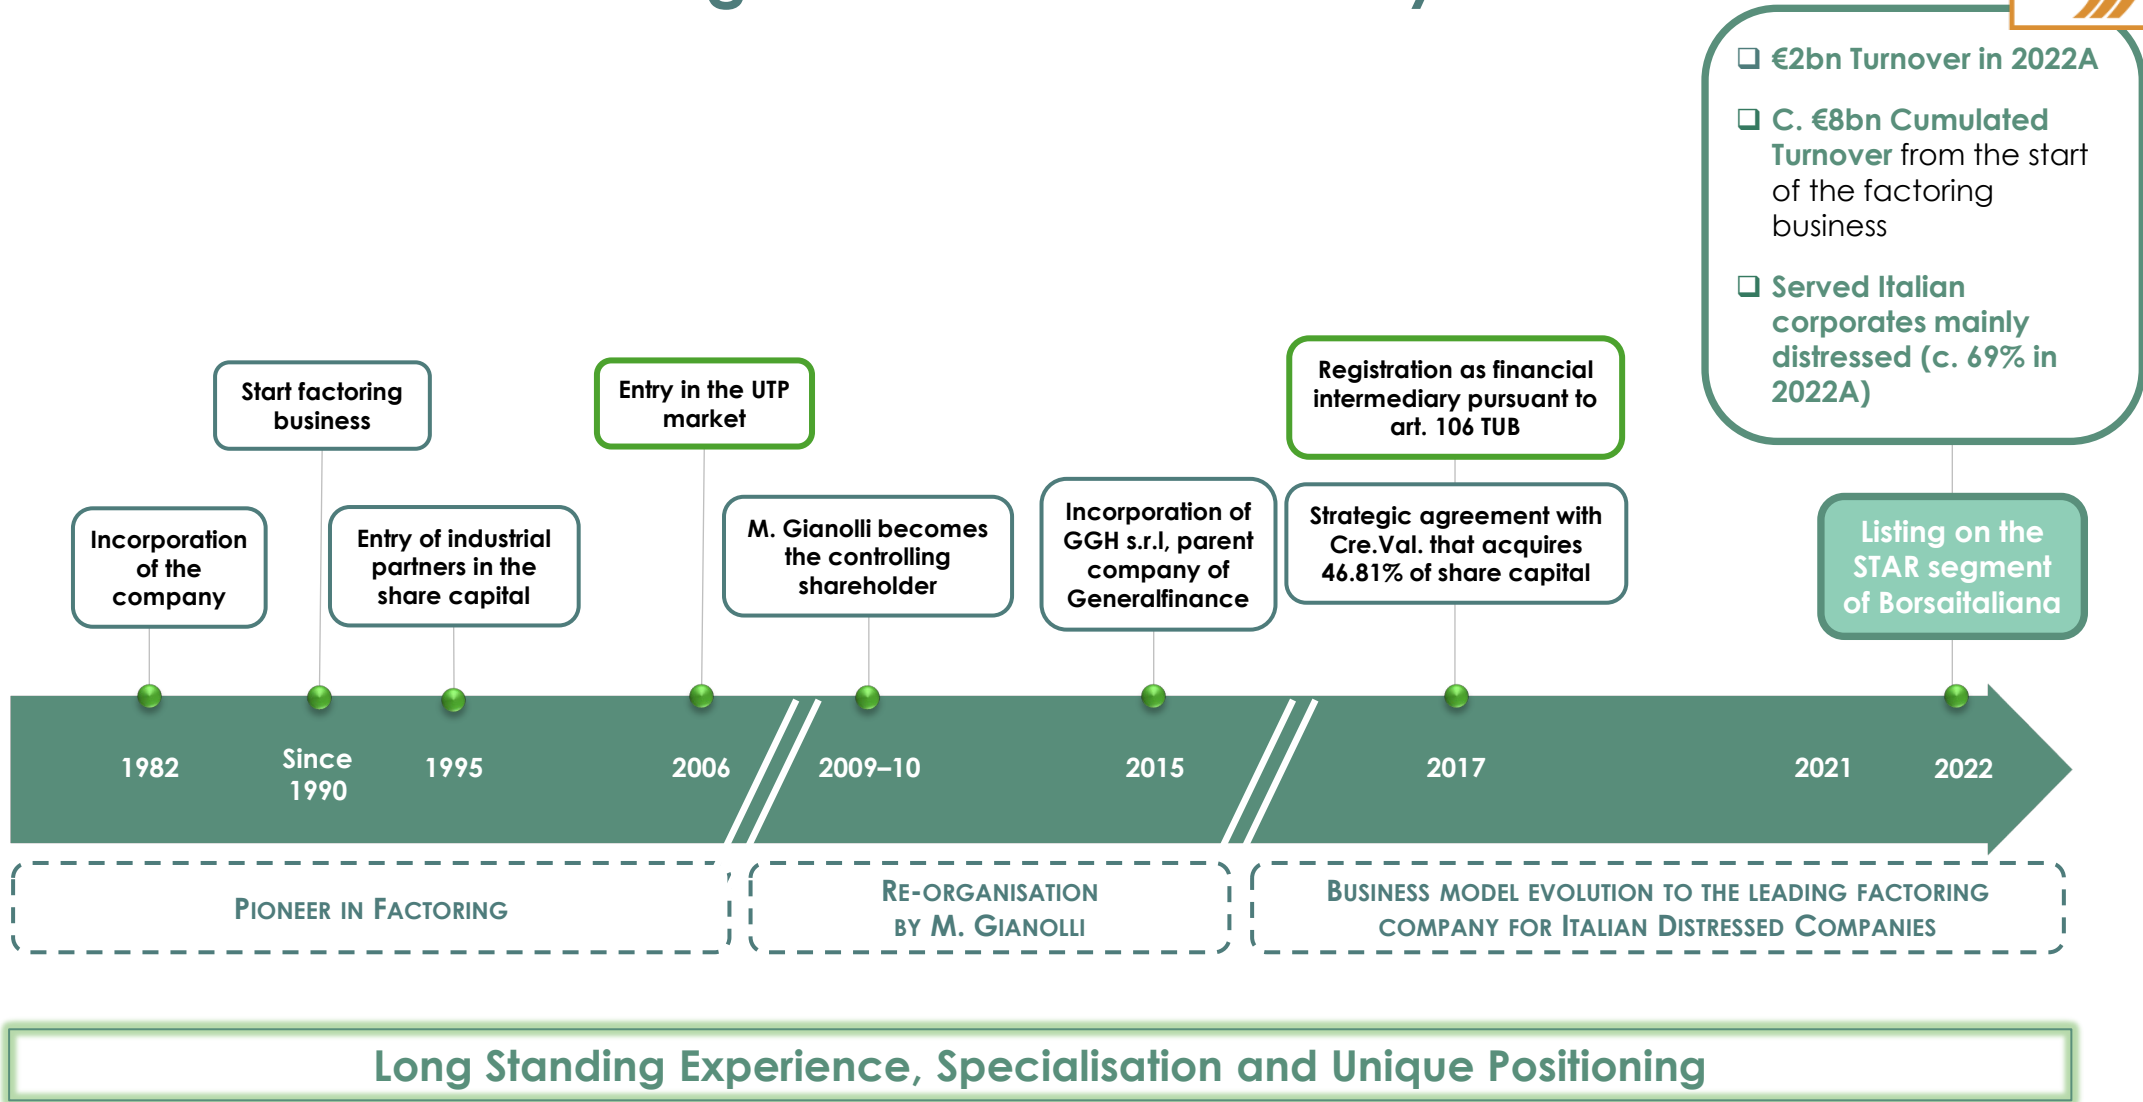 ❑ €2bn Turnover in 2022A
❑ C. €8bn Cumulated
Turnover from the start
of the factoring
business
❑ Served Italian
corporates mainly
distressed (c. 69% in
2022A)
Start factoring
business
Entry in the UTP
market
Registration as financial
intermediary pursuant to
art. 106 TUB
Incorporation
of the
company
Entry of industrial
partners in the
share capital
M. Gianolli becomes
the controlling
shareholder
Incorporation of
GGH s.r.l, parent
company of
Generalfinance
Strategic agreement with
Cre.Val. that acquires
46.81% of share capital
Listing on the
STAR segment
of Borsaitaliana
1982
Since
1990
1995
2006
2009–10
2015
2017
2021
2022
PIONEER IN FACTORING
RE-ORGANISATION
BY M. GIANOLLI
BUSINESS MODEL EVOLUTION TO THE LEADING FACTORING
COMPANY FOR ITALIAN DISTRESSED COMPANIES
Long Standing Experience, Specialisation and Unique Positioning